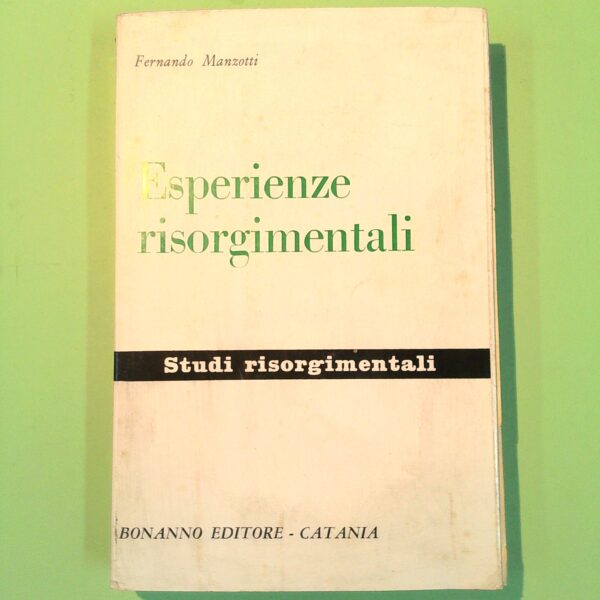 Fernando Manzotti
Esperienze
risorgimentali
Studi risorgimentali
BONANNO EDITORE - CATANIA